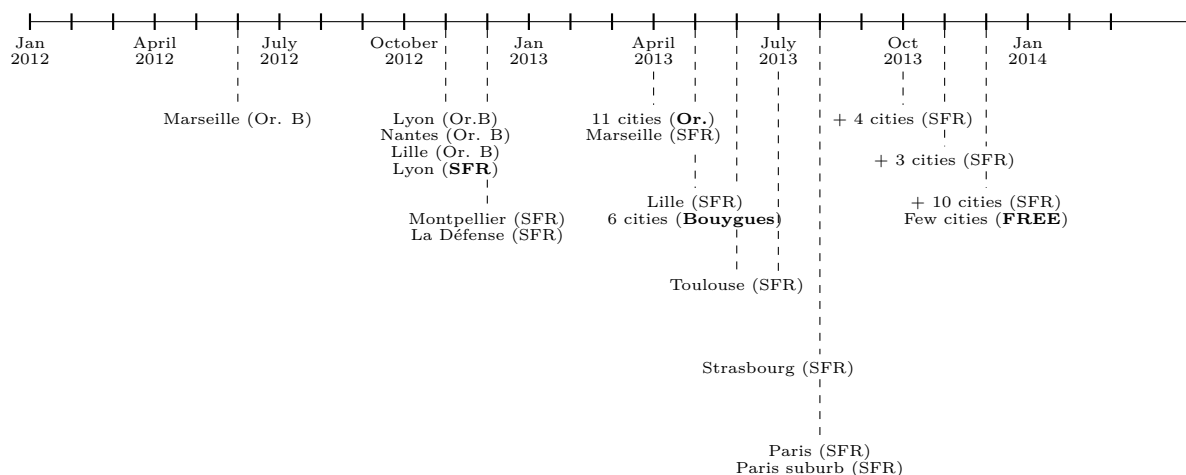 Jan
2012
April
2012
July
2012
October
2012
Jan
2013
April
2013
July
2013
Oct
2013
Jan
2014
Marseille (Or. B)
Lyon (Or.B)
Nantes (Or. B)
Lille (Or. B)
Lyon (SFR)
Montpellier (SFR)
La Défense (SFR)
11 cities (Or.)
Marseille (SFR)
Lille (SFR)
6 cities (Bouygues)
Toulouse (SFR)
Strasbourg (SFR)
Paris (SFR)
Paris suburb (SFR)
+ 4 cities (SFR)
+ 3 cities (SFR)
+ 10 cities (SFR)
Few cities (FREE)